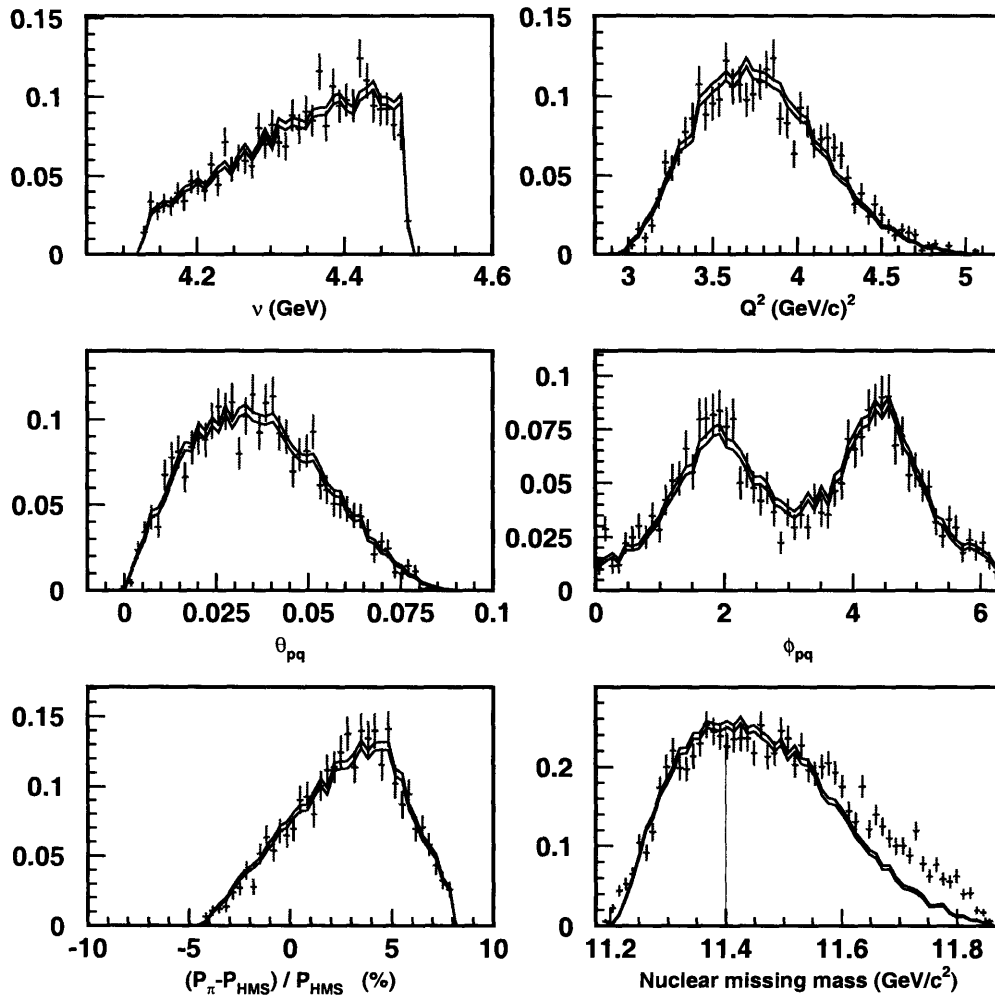 0.15
0.1
0.05
0
4.2 4.4 4.6
ν (GeV)
0.15
0.1
0.05
0
3 3.5 4 4.5 5
Q² (GeV/c)²
0.1
0.05
0
0 0.025 0.05 0.075 0.1
θpq
0.1
0.075
0.05
0.025
0
0 2 4 6
ϕpq
0.15
0.1
0.05
0
-10 -5 0 5 10
(Pπ-PHMS) / PHMS (%)
0.2
0.1
0
11.2 11.4 11.6 11.8
Nuclear missing mass (GeV/c²)